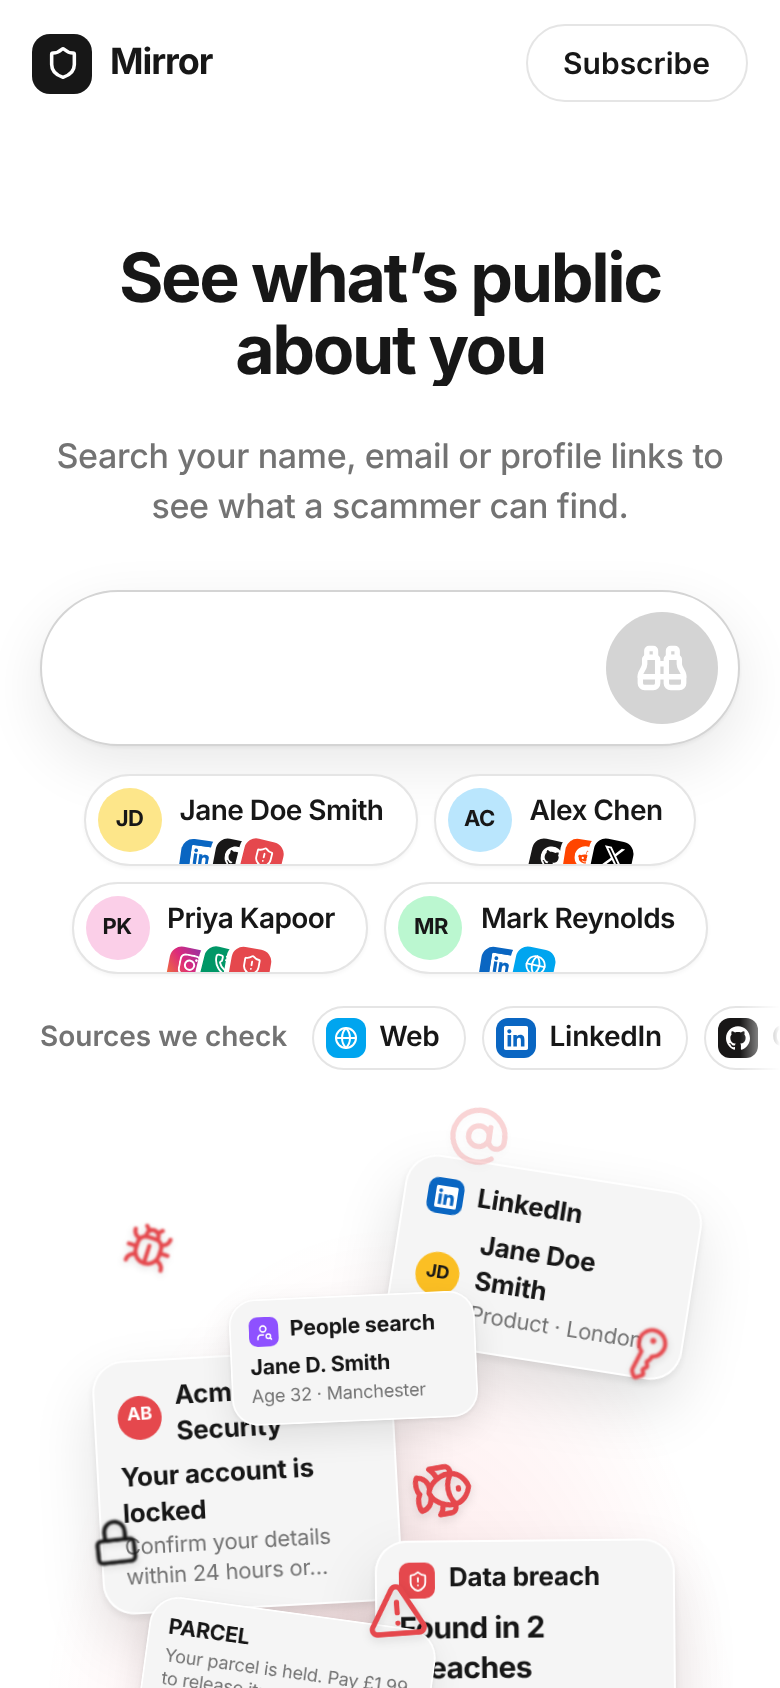 Mirror
Subscribe
See what’s public
about you
Search your name, email or profile links to
see what a scammer can find.
JD
Jane Doe Smith
AC
Alex Chen
PK
Priya Kapoor
MR
Mark Reynolds
Sources we check
Web
LinkedIn
LinkedIn
JD
Jane Doe
Smith
Product · London
People search
Jane D. Smith
Age 32 · Manchester
AB
Security
Your account is
locked
Confirm your details
within 24 hours or...
Data breach
Found in 2
PARCEL
Your parcel is held. Pay £1.99
to release